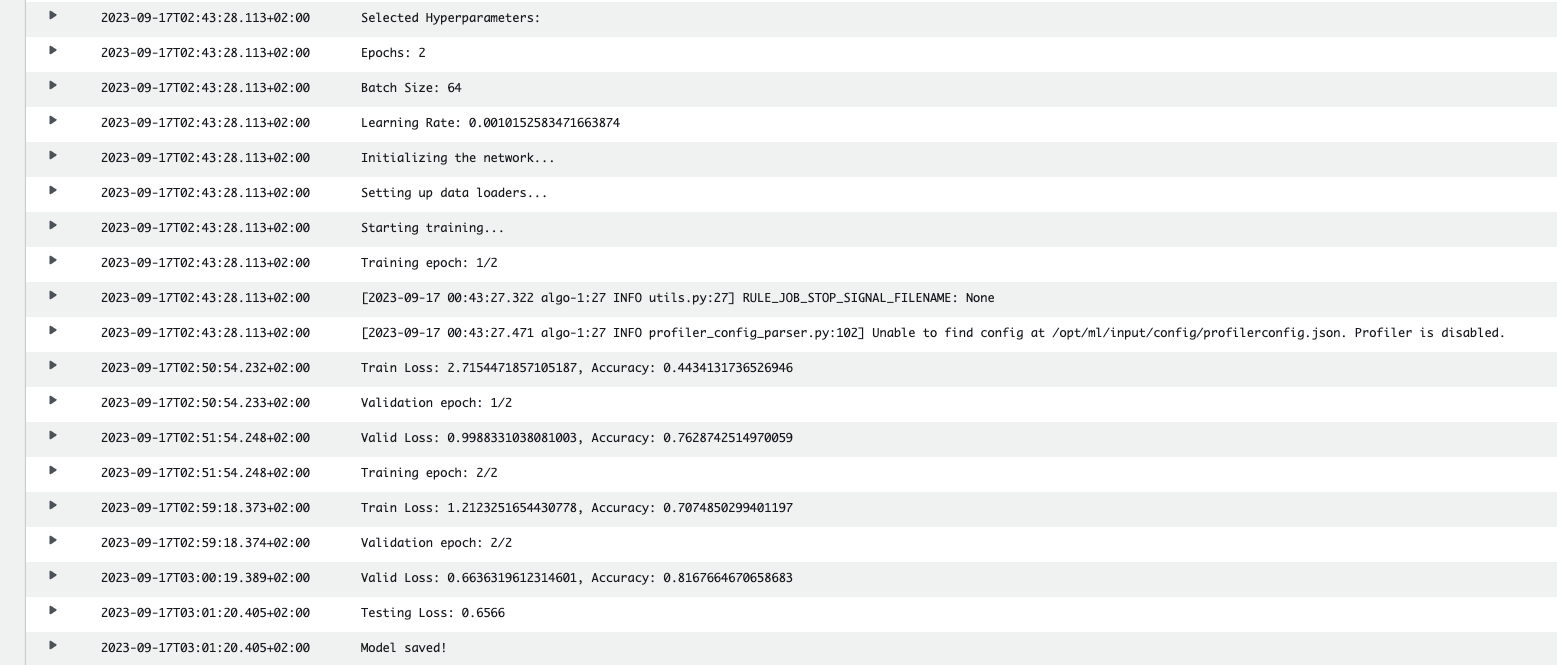 2023-09-17T02:43:28.113+02:00 Selected Hyperparameters:
2023-09-17T02:43:28.113+02:00 Epochs: 2
2023-09-17T02:43:28.113+02:00 Batch Size: 64
2023-09-17T02:43:28.113+02:00 Learning Rate: 0.0010152583471663874
2023-09-17T02:43:28.113+02:00 Initializing the network...
2023-09-17T02:43:28.113+02:00 Setting up data loaders...
2023-09-17T02:43:28.113+02:00 Starting training...
2023-09-17T02:43:28.113+02:00 Training epoch: 1/2
2023-09-17T02:43:28.113+02:00 [2023-09-17 00:43:27.322 algo-1:27 INFO utils.py:27] RULE_JOB_STOP_SIGNAL_FILENAME: None
2023-09-17T02:43:28.113+02:00 [2023-09-17 00:43:27.471 algo-1:27 INFO profiler_config_parser.py:102] Unable to find config at /opt/ml/input/config/profilerconfig.json. Profiler is disabled.
2023-09-17T02:50:54.232+02:00 Train Loss: 2.7154471857105187, Accuracy: 0.4434131736526946
2023-09-17T02:50:54.233+02:00 Validation epoch: 1/2
2023-09-17T02:51:54.248+02:00 Valid Loss: 0.9988331038081003, Accuracy: 0.7628742514970059
2023-09-17T02:51:54.248+02:00 Training epoch: 2/2
2023-09-17T02:59:18.373+02:00 Train Loss: 1.2123251654430778, Accuracy: 0.7074850299401197
2023-09-17T02:59:18.374+02:00 Validation epoch: 2/2
2023-09-17T03:00:19.389+02:00 Valid Loss: 0.6636319612314601, Accuracy: 0.8167664670658683
2023-09-17T03:01:20.405+02:00 Testing Loss: 0.6566
2023-09-17T03:01:20.405+02:00 Model saved!